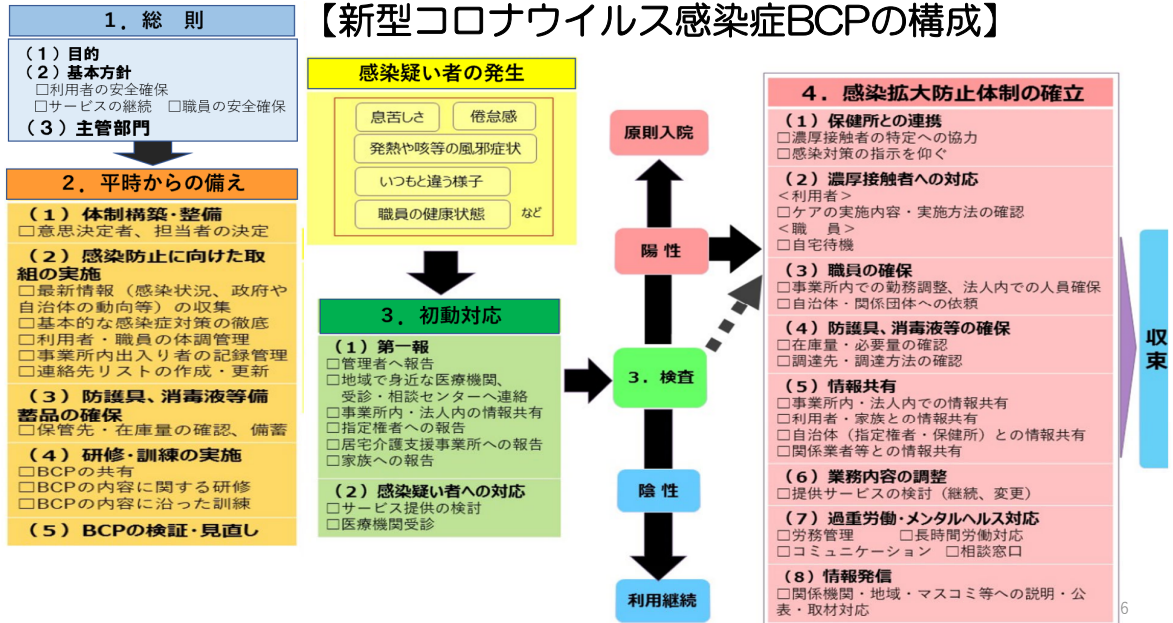 【新型コロナウイルス感染症BCPの構成】
１．総　則
（１）目的
（２）基本方針
□利用者の安全確保
□サービスの継続　□職員の安全確保
（３）主管部門
２．平時からの備え
（１）体制構築・整備
□意思決定者、担当者の決定
（２）感染防止に向けた取
組の実施
□最新情報（感染状況、政府や
自治体の動向等）の収集
□基本的な感染症対策の徹底
□利用者・職員の体調管理
□事業所内出入り者の記録管理
□連絡先リストの作成・更新
（３）防護具、消毒液等備
蓄品の確保
□保管先・在庫量の確認、備蓄
（４）研修・訓練の実施
□BCPの共有
□BCPの内容に関する研修
□BCPの内容に沿った訓練
（５）BCPの検証・見直し
感染疑い者の発生
息苦しさ
倦怠感
発熱や咳等の風邪症状
いつもと違う様子
職員の健康状態
など
３．初動対応
（１）第一報
□管理者へ報告
□地域で身近な医療機関、
受診・相談センターへ連絡
□事業所内・法人内の情報共有
□指定権者への報告
□居宅介護支援事業所への報告
□家族への報告
（２）感染疑い者への対応
□サービス提供の検討
□医療機関受診
原則入院
陽 性
３．検査
陰 性
利用継続
４．感染拡大防止体制の確立
（１）保健所との連携
□濃厚接触者の特定への協力
□感染対策の指示を仰ぐ
（２）濃厚接触者への対応
＜利用者＞
□ケアの実施内容・実施方法の確認
＜職　員＞
□自宅待機
（３）職員の確保
□事業所内での勤務調整、法人内での人員確保
□自治体・関係団体への依頼
（４）防護具、消毒液等の確保
□在庫量・必要量の確認
□調達先・調達方法の確認
（５）情報共有
□事業所内・法人内での情報共有
□利用者・家族との情報共有
□自治体（指定権者・保健所）との情報共有
□関係業者等との情報共有
（６）業務内容の調整
□提供サービスの検討（継続、変更）
（７）過重労働・メンタルヘルス対応
□労務管理　□長時間労働対応
□コミュニケーション　□相談窓口
（８）情報発信
□関係機関・地域・マスコミ等への説明・公
表・取材対応
収束
6